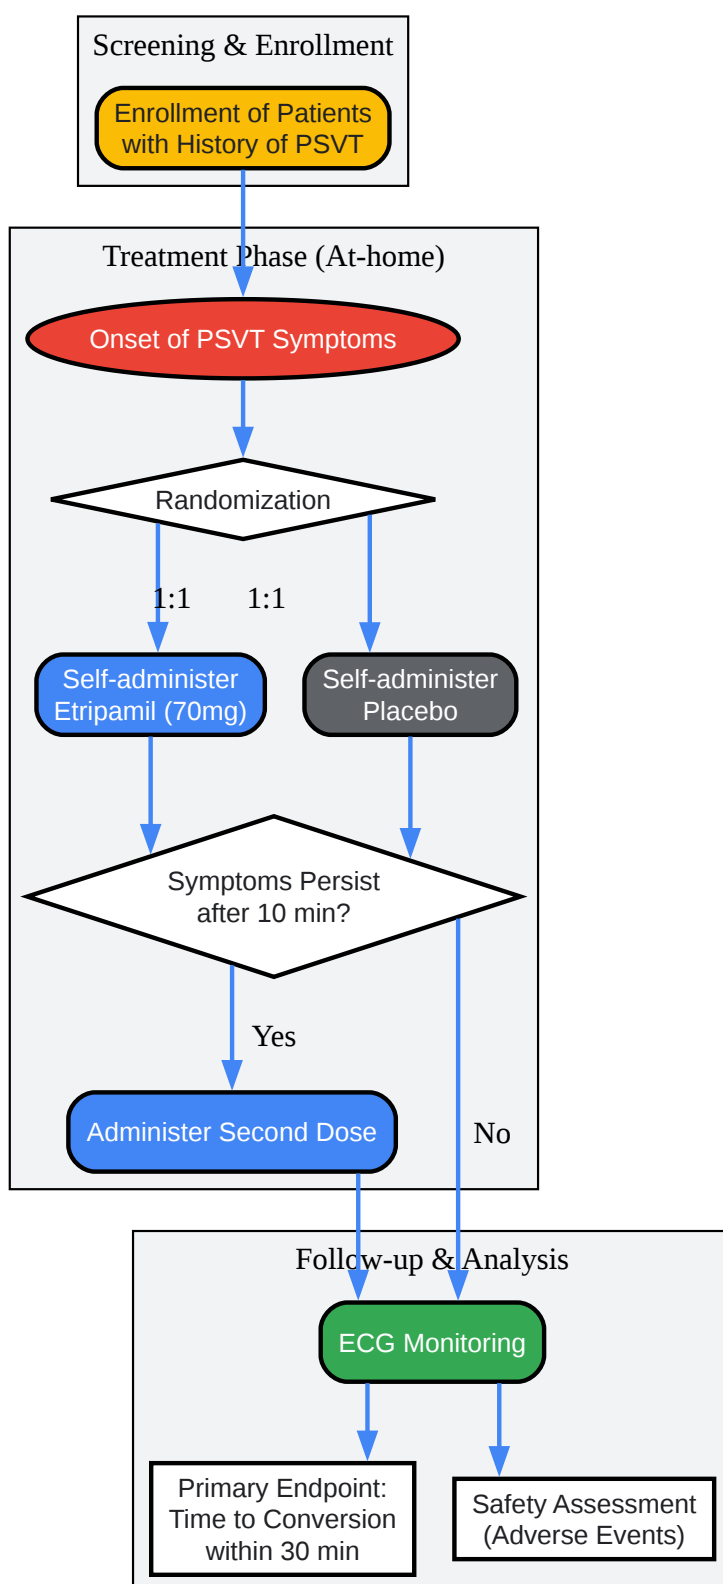 Screening & Enrollment
Enrollment of Patients
with History of PSVT
Treatment Phase (At-home)
Onset of PSVT Symptoms
Randomization
1:1
1:1
Self-administer
Etripamil (70mg)
Self-administer
Placebo
Symptoms Persist
after 10 min?
Yes
Administer Second Dose
No
Follow-up & Analysis
ECG Monitoring
Primary Endpoint:
Time to Conversion
within 30 min
Safety Assessment
(Adverse Events)